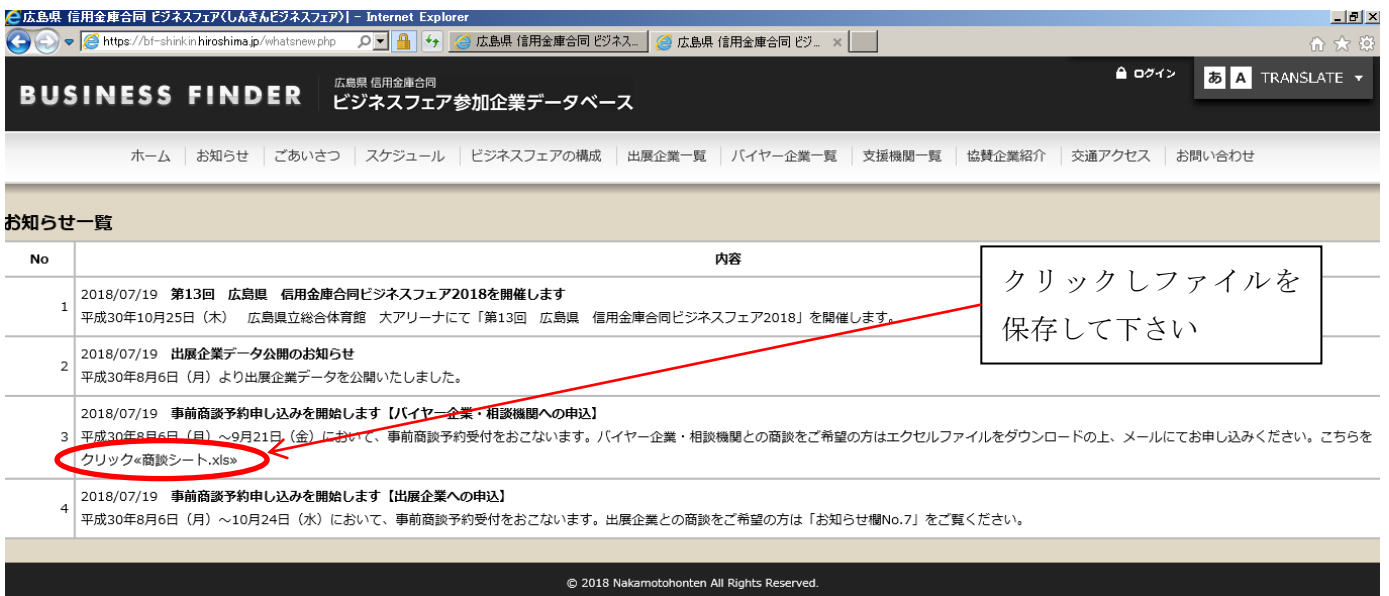 広島県 信用金庫合同 ビジネスフェア(しんきんビジネスフェア)| - Internet Explorer
https://bf-shinkin.hiroshima.jp/whatsnew.php
広島県 信用金庫合同 ビジネス...
広島県 信用金庫合同 ビジ...
BUSINESS FINDER
広島県 信用金庫合同
ビジネスフェア参加企業データベース
ログイン
あ A TRANSLATE
ホーム お知らせ ごあいさつ スケジュール ビジネスフェアの構成 出展企業一覧 バイヤー企業一覧 支援機関一覧 協賛企業紹介 交通アクセス お問い合わせ
お知らせ一覧
No 内容
クリックしファイルを
保存して下さい
1
2018/07/19 第13回 広島県 信用金庫合同ビジネスフェア2018を開催します
平成30年10月25日（木） 広島県立総合体育館 大アリーナにて「第13回 広島県 信用金庫合同ビジネスフェア2018」を開催します。
2
2018/07/19 出展企業データ公開のお知らせ
平成30年8月6日（月）より出展企業データを公開いたしました。
3
2018/07/19 事前商談予約申し込みを開始します【バイヤー企業・相談機関への申込】
平成30年8月6日（月）～9月21日（金）において、事前商談予約受付をおこないます。バイヤー企業・相談機関との商談をご希望の方はエクセルファイルをダウンロードの上、メールにてお申し込みください。こちらを
クリック«商談シート.xls»
4
2018/07/19 事前商談予約申し込みを開始します【出展企業への申込】
平成30年8月6日（月）～10月24日（水）において、事前商談予約受付をおこないます。出展企業との商談をご希望の方は「お知らせ欄No.7」をご覧ください。
© 2018 Nakamotohonten All Rights Reserved.